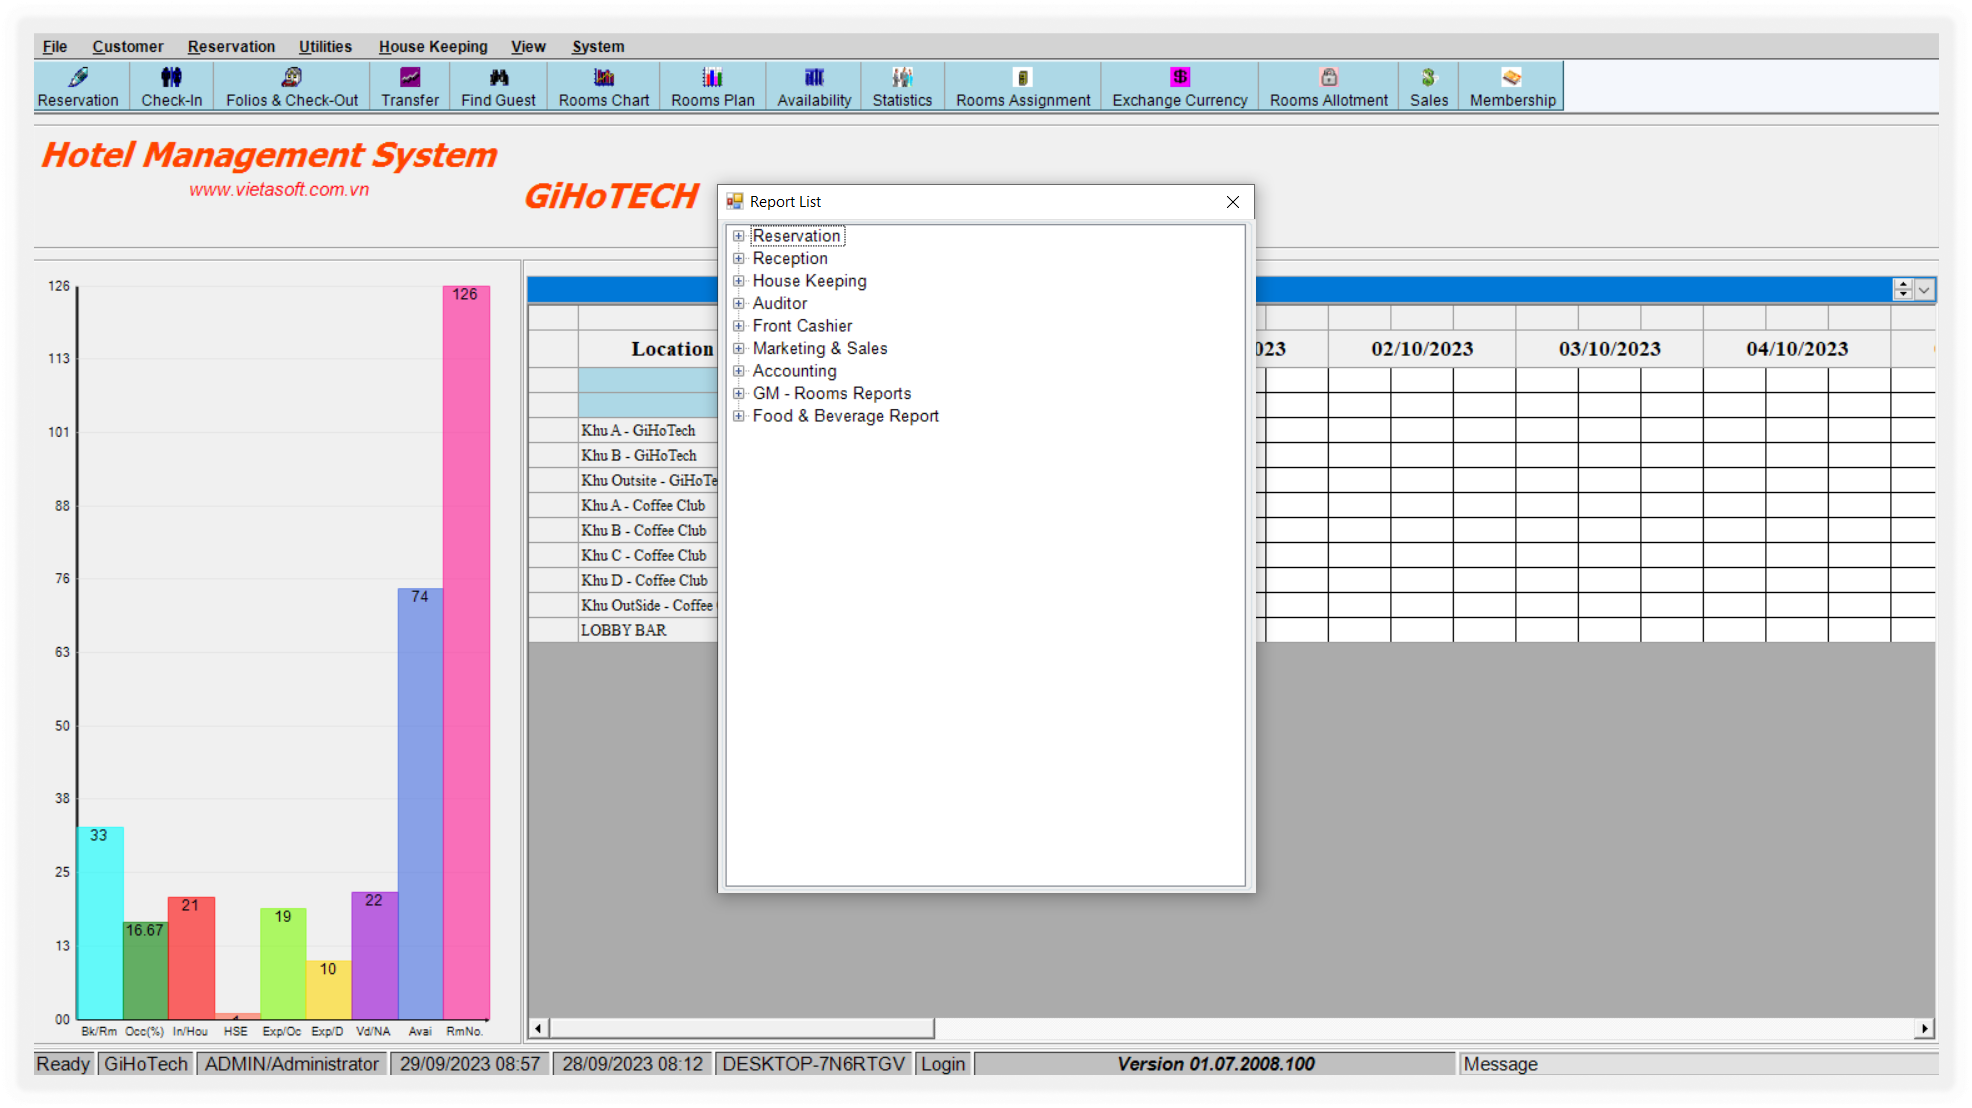 File Customer Reservation Utilities House Keeping View System
Reservation Check-In Folios & Check-Out Transfer Find Guest Rooms Chart Rooms Plan Availability Statistics Rooms Assignment Exchange Currency Rooms Allotment Sales Membership
Hotel Management System
www.vietasoft.com.vn
GiHoTECH
Report List
Reservation
Reception
House Keeping
Auditor
Front Cashier
Marketing & Sales
Accounting
GM - Rooms Reports
Food & Beverage Report
126
113
101
88
76
63
50
38
25
13
00
33
16.67
21
19
10
22
74
126
Bk/Rm Occ(%) In/Hou HSE Exp/Oc Exp/D Vd/NA Avai RmNo.
Location 023 02/10/2023 03/10/2023 04/10/2023
Khu A - GiHoTech
Khu B - GiHoTech
Khu Outsite - GiHoTe
Khu A - Coffee Club
Khu B - Coffee Club
Khu C - Coffee Club
Khu D - Coffee Club
Khu OutSide - Coffee
LOBBY BAR
Ready GiHoTech ADMIN/Administrator 29/09/2023 08:57 28/09/2023 08:12 DESKTOP-7N6RTGV Login Version 01.07.2008.100 Message